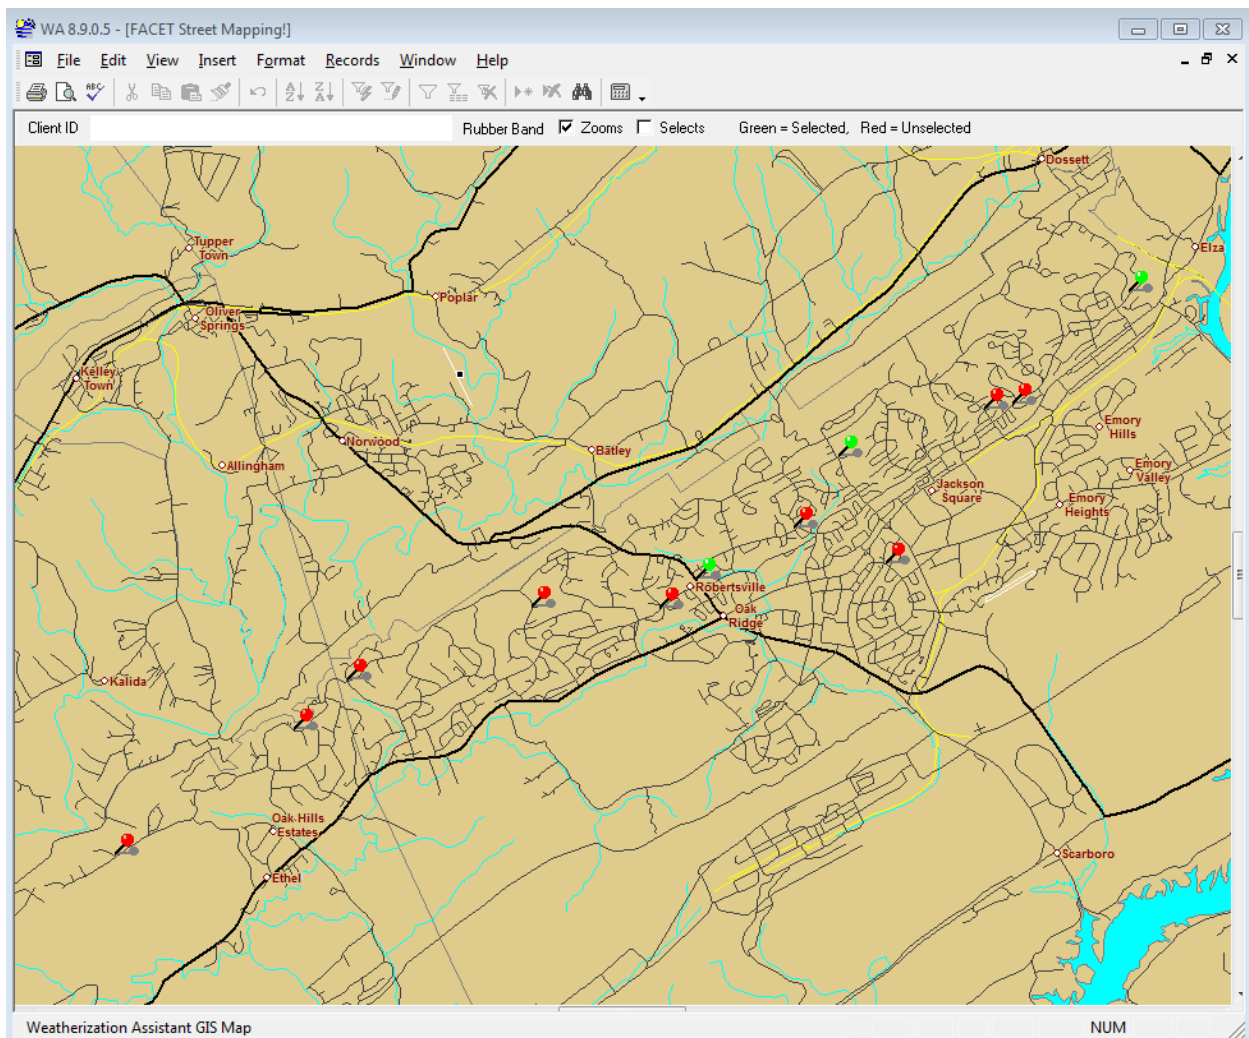 WA 8.9.0.5 - [FACET Street Mapping!]
File Edit View Insert Format Records Window Help
ABC
A Z
Z A
Client ID
Rubber Band Zooms Selects Green = Selected, Red = Unselected
Dossett
Tupper
Town
Elza
Poplar
Oliver
Springs
Kelley
Town
Emory
Hills
Norwood
Batley
Allingham
Emory
Valley
Jackson
Square
Emory
Heights
Robertsville
Oak
Ridge
Kalida
Oak Hills
Estates
Scarboro
Ethel
Weatherization Assistant GIS Map
NUM